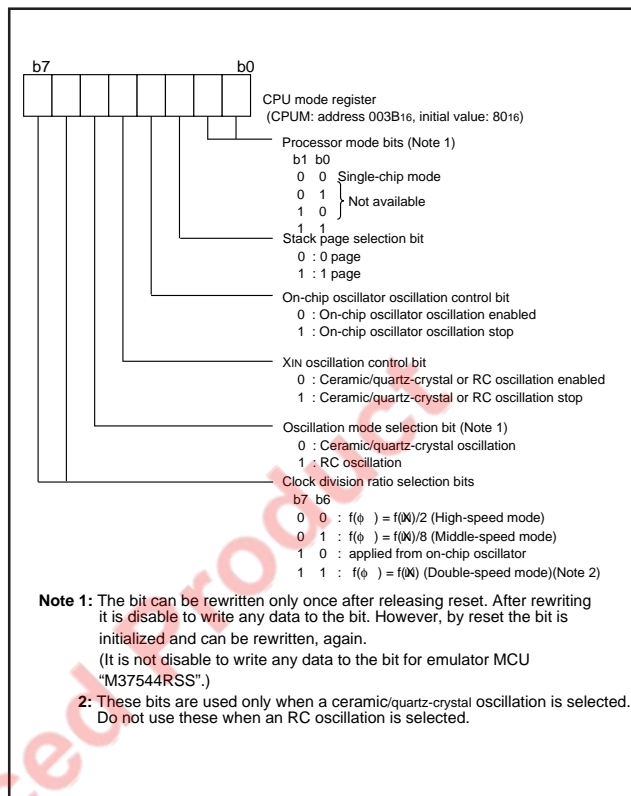 b7 b0
CPU mode register
(CPUM: address 003B16, initial value: 8016)
Processor mode bits (Note 1)
b1 b0
0 0 Single-chip mode
0 1
Not available
1 0
1 1
Stack page selection bit
0 : 0 page
1 : 1 page
On-chip oscillator oscillation control bit
0 : On-chip oscillator oscillation enabled
1 : On-chip oscillator oscillation stop
XIN oscillation control bit
0 : Ceramic/quartz-crystal or RC oscillation enabled
1 : Ceramic/quartz-crystal or RC oscillation stop
Oscillation mode selection bit (Note 1)
0 : Ceramic/quartz-crystal oscillation
1 : RC oscillation
Clock division ratio selection bits
b7 b6
0 0 : f(φ) = f(XIN)/2 (High-speed mode)
0 1 : f(φ) = f(XIN)/8 (Middle-speed mode)
1 0 : applied from on-chip oscillator
1 1 : f(φ) = f(XIN) (Double-speed mode)(Note 2)
Note 1: The bit can be rewritten only once after releasing reset. After rewriting
it is disable to write any data to the bit. However, by reset the bit is
initialized and can be rewritten, again.
(It is not disable to write any data to the bit for emulator MCU
“M37544RSS”.)
2: These bits are used only when a ceramic/quartz-crystal oscillation is selected.
Do not use these when an RC oscillation is selected.
ced Product